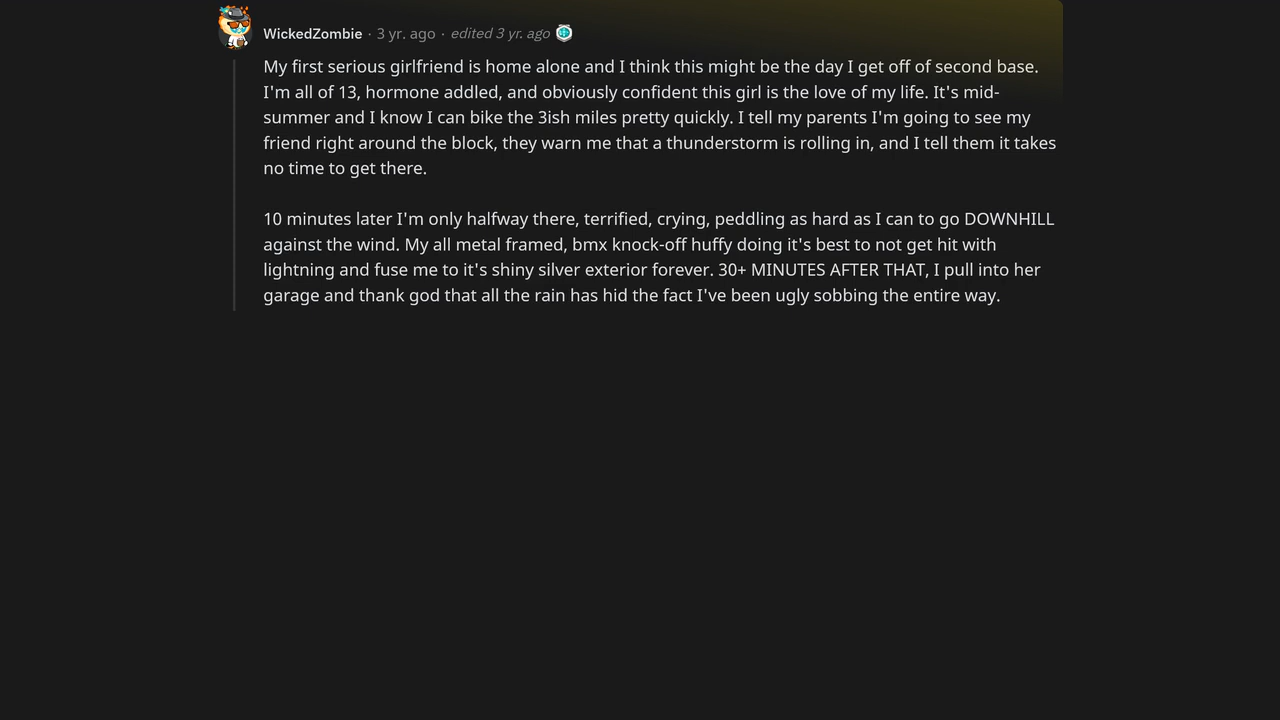 WickedZombie · 3 yr. ago · edited 3 yr. ago
My first serious girlfriend is home alone and I think this might be the day I get off of second base.
I'm all of 13, hormone addled, and obviously confident this girl is the love of my life. It's mid-
summer and I know I can bike the 3ish miles pretty quickly. I tell my parents I'm going to see my
friend right around the block, they warn me that a thunderstorm is rolling in, and I tell them it takes
no time to get there.
10 minutes later I'm only halfway there, terrified, crying, peddling as hard as I can to go DOWNHILL
against the wind. My all metal framed, bmx knock-off huffy doing it's best to not get hit with
lightning and fuse me to it's shiny silver exterior forever. 30+ MINUTES AFTER THAT, I pull into her
garage and thank god that all the rain has hid the fact I've been ugly sobbing the entire way.